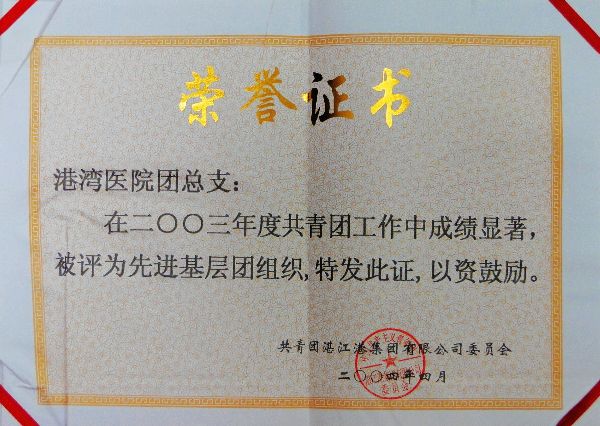 荣誉证书
港湾医院团总支：
在二〇〇三年度共青团工作中成绩显著，
被评为先进基层团组织，特发此证，以资鼓励。
共青团湛江港集团有限公司委员会
二〇〇四年四月